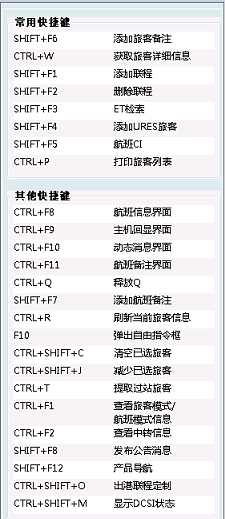 常用快捷键
SHIFT+F6 添加旅客备注
CTRL+W 获取旅客详细信息
SHIFT+F1 添加联程
SHIFT+F2 删除联程
SHIFT+F3 ET检索
SHIFT+F4 添加URES旅客
SHIFT+F5 航班CI
CTRL+P 打印旅客列表
其他快捷键
CTRL+F8 航班信息界面
CTRL+F9 主机回显界面
CTRL+F10 动态消息界面
CTRL+F11 航班备注界面
CTRL+Q 释放Q
SHIFT+F7 添加航班备注
CTRL+R 刷新当前旅客信息
F10 弹出自由指令框
CTRL+SHIFT+C 清空已选旅客
CTRL+SHIFT+J 减少已选旅客
CTRL+T 提取过站旅客
CTRL+F1 查看旅客模式/
航班模式信息
CTRL+F2 查看中转信息
SHIFT+F8 发布公告消息
SHIFT+F12 产品导航
CTRL+SHIFT+O 出港联程定制
CTRL+SHIFT+M 显示DCSI状态